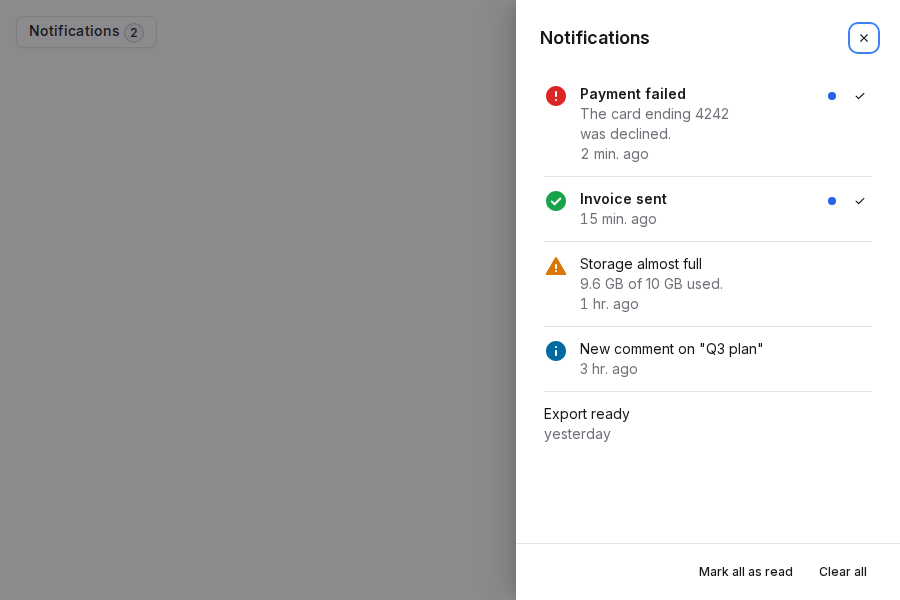 Notifications 2
Notifications
Payment failed
The card ending 4242
was declined.
2 min. ago
Invoice sent
15 min. ago
Storage almost full
9.6 GB of 10 GB used.
1 hr. ago
New comment on "Q3 plan"
3 hr. ago
Export ready
yesterday
Mark all as read
Clear all